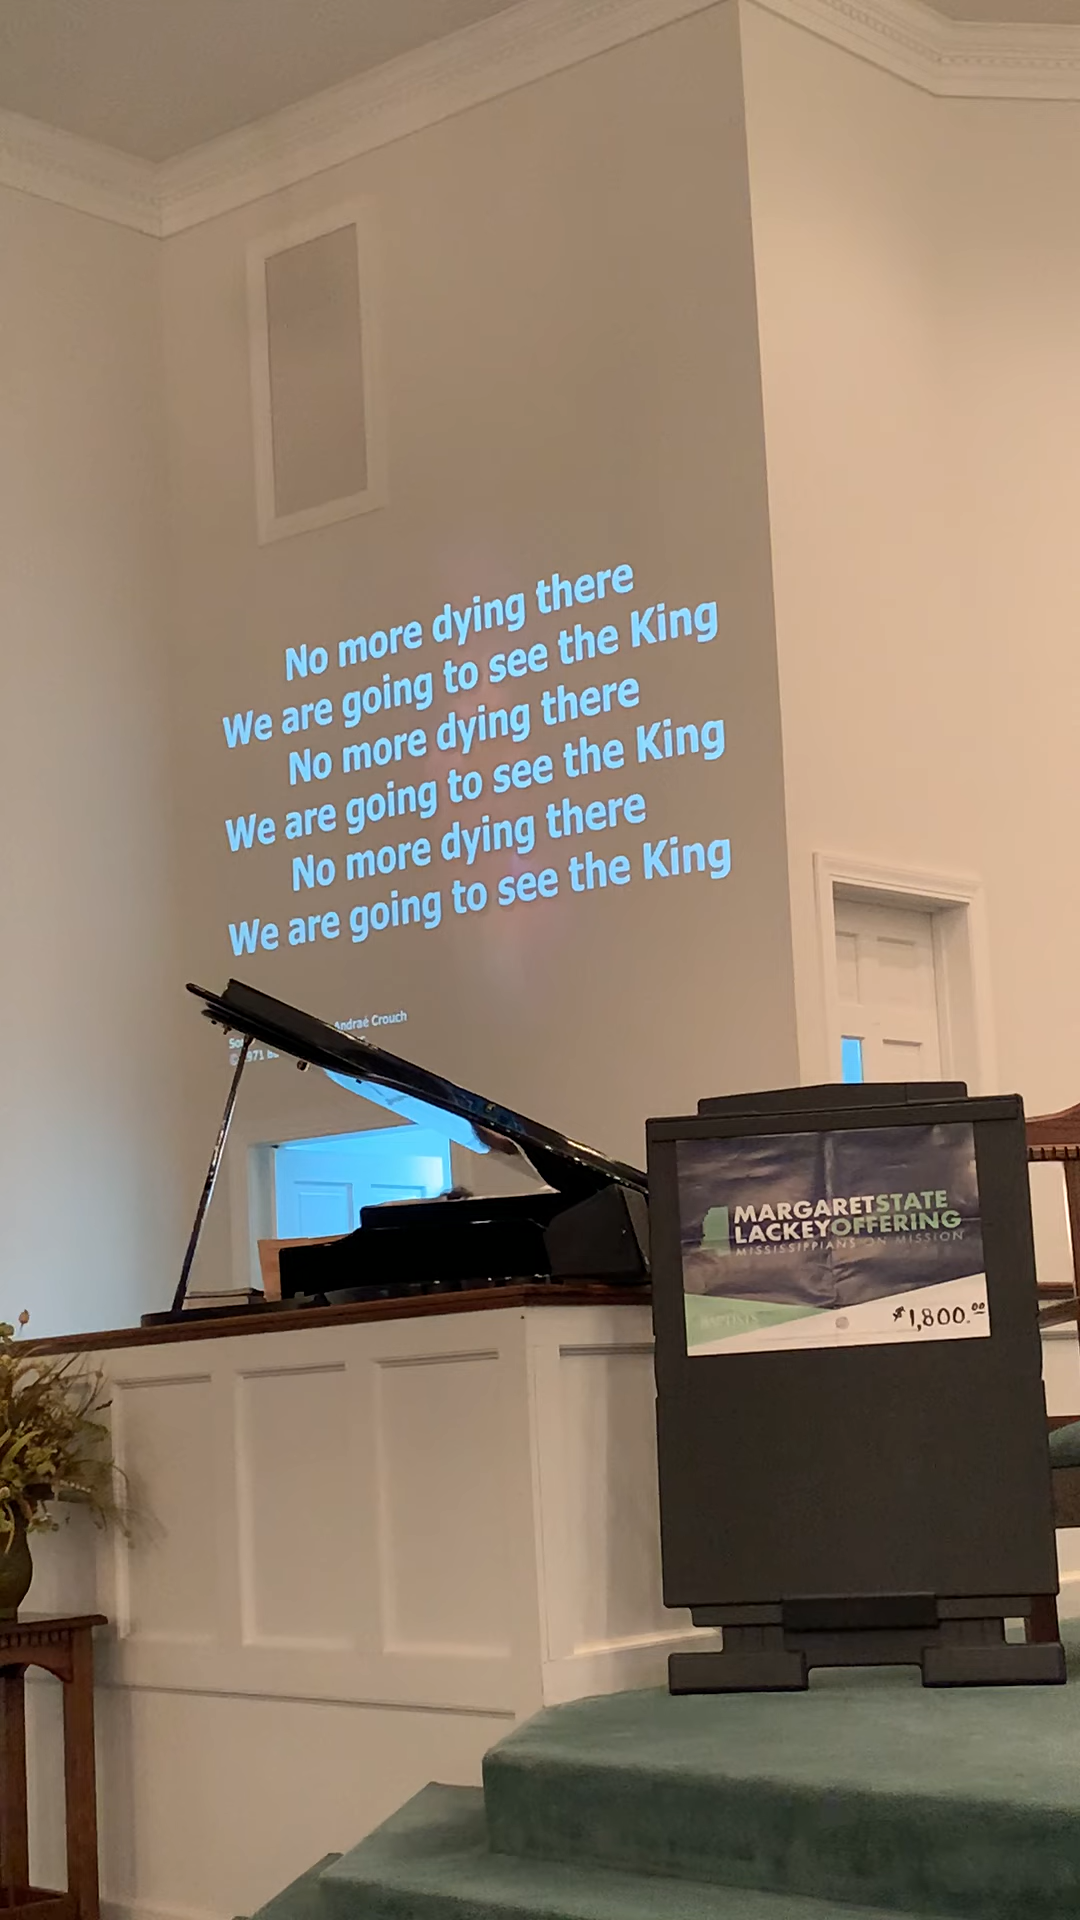 No more dying there
We are going to see the King
No more dying there
We are going to see the King
No more dying there
We are going to see the King
Andraé Crouch
MARGARET STATE
LACKEY OFFERING
MISSISSIPPIANS ON MISSION
BAPTISTS
$1,800.00